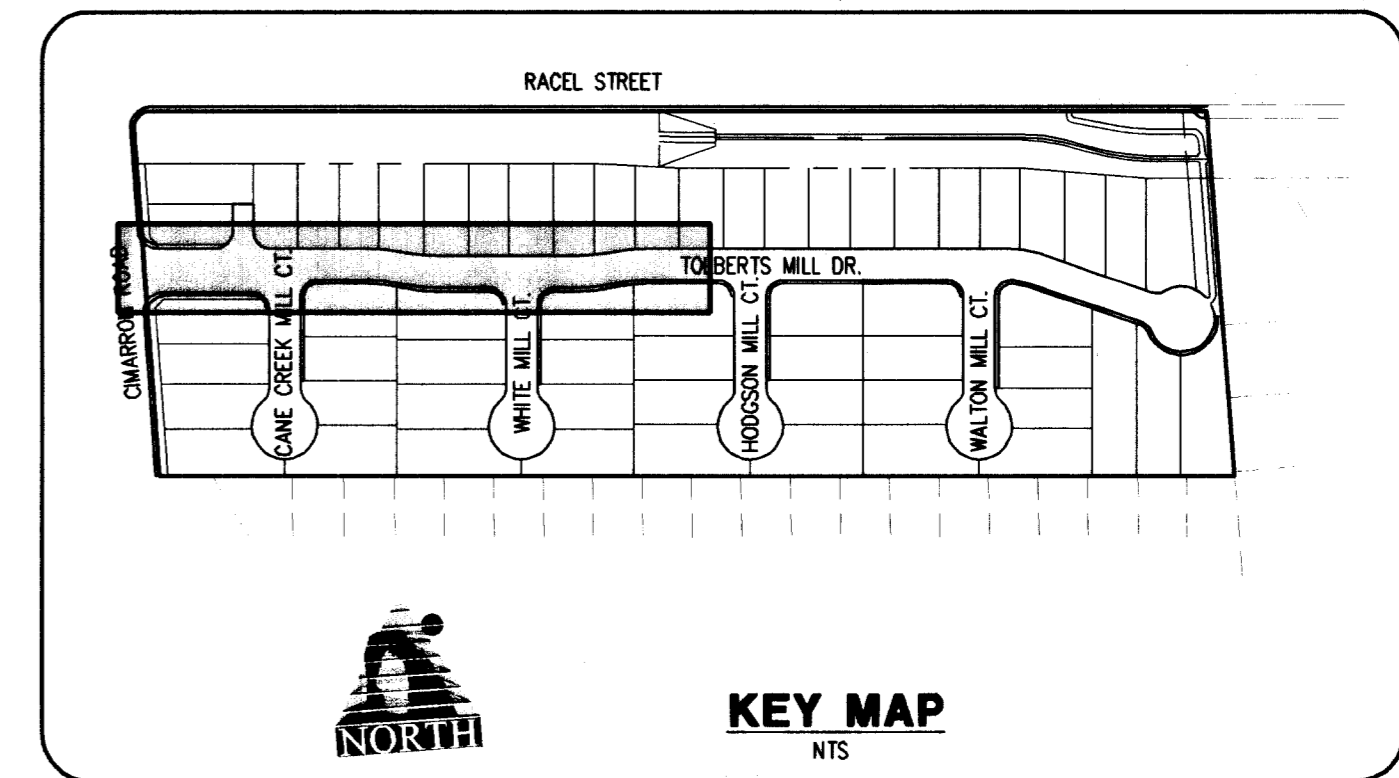 RACEL STREET
CIMARRON ROAD
CANE CREEK MILL CT.
WHITE MILL CT.
TOLBERTS MILL DR.
HODGSON MILL CT.
WALTON MILL CT.
NORTH
KEY MAP
NTS